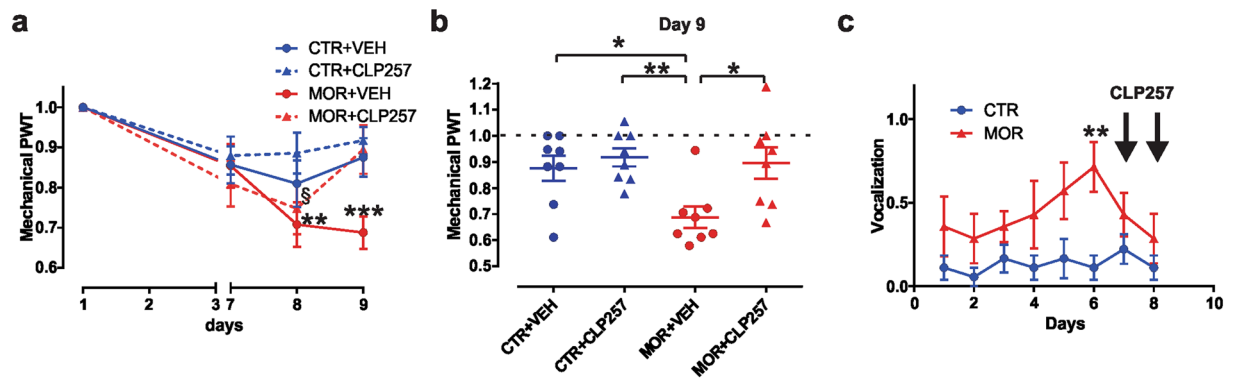 a
CTR+VEH
CTR+CLP257
MOR+VEH
MOR+CLP257
Mechanical PWT
1.0
0.9
0.8
0.7
0.6
§
**
***
1
2
3
7
8
9
days
b
Day 9
*
**
*
Mechanical PWT
1.2
1.1
1.0
0.9
0.8
0.7
0.6
0.5
CTR+VEH
CTR+CLP257
MOR+VEH
MOR+CLP257
c
CTR
MOR
CLP257
**
Vocalization
1.0
0.5
0.0
0
2
4
6
8
10
Days